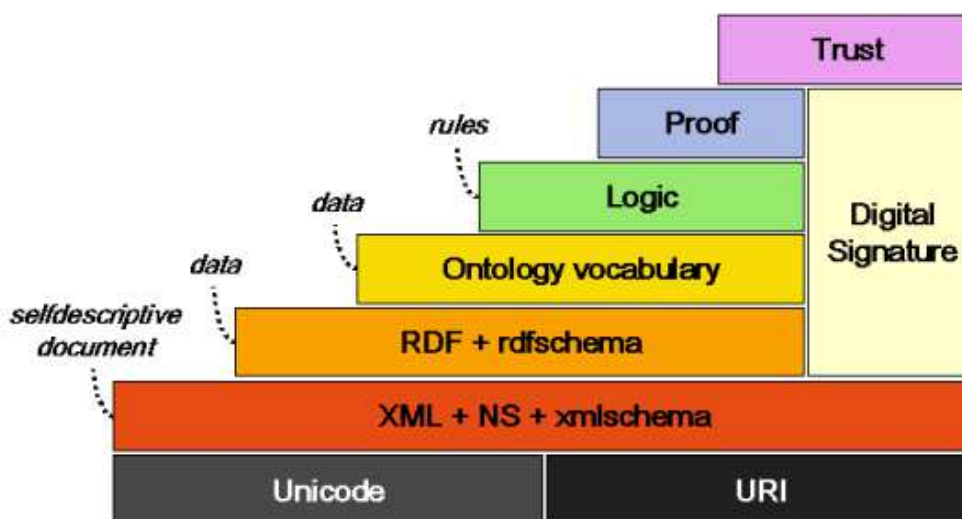 Trust
Proof
rules
Logic
Digital
Signature
data
Ontology vocabulary
data
RDF + rdfschema
selfdescriptive
document
XML + NS + xmlschema
Unicode
URI